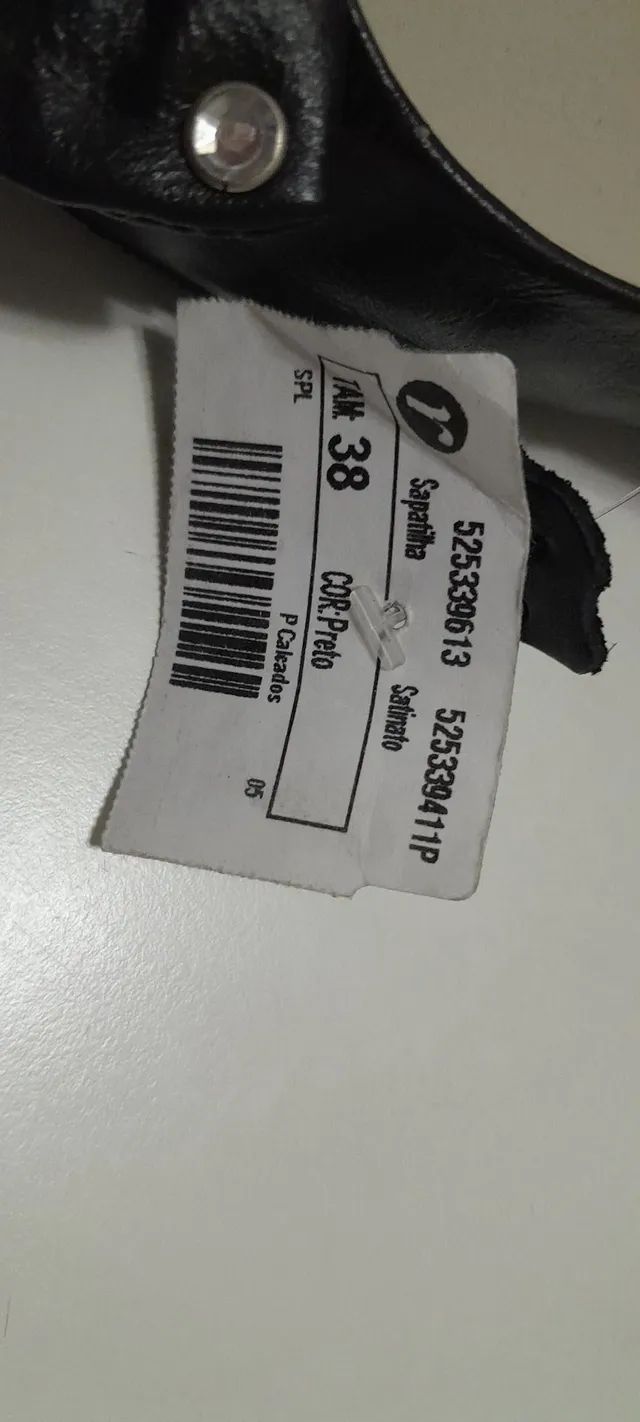 r 525339613 525339411P
Sapatilha Satinato
TAM: 38 COR:Preto
SPL
P Calcados 05